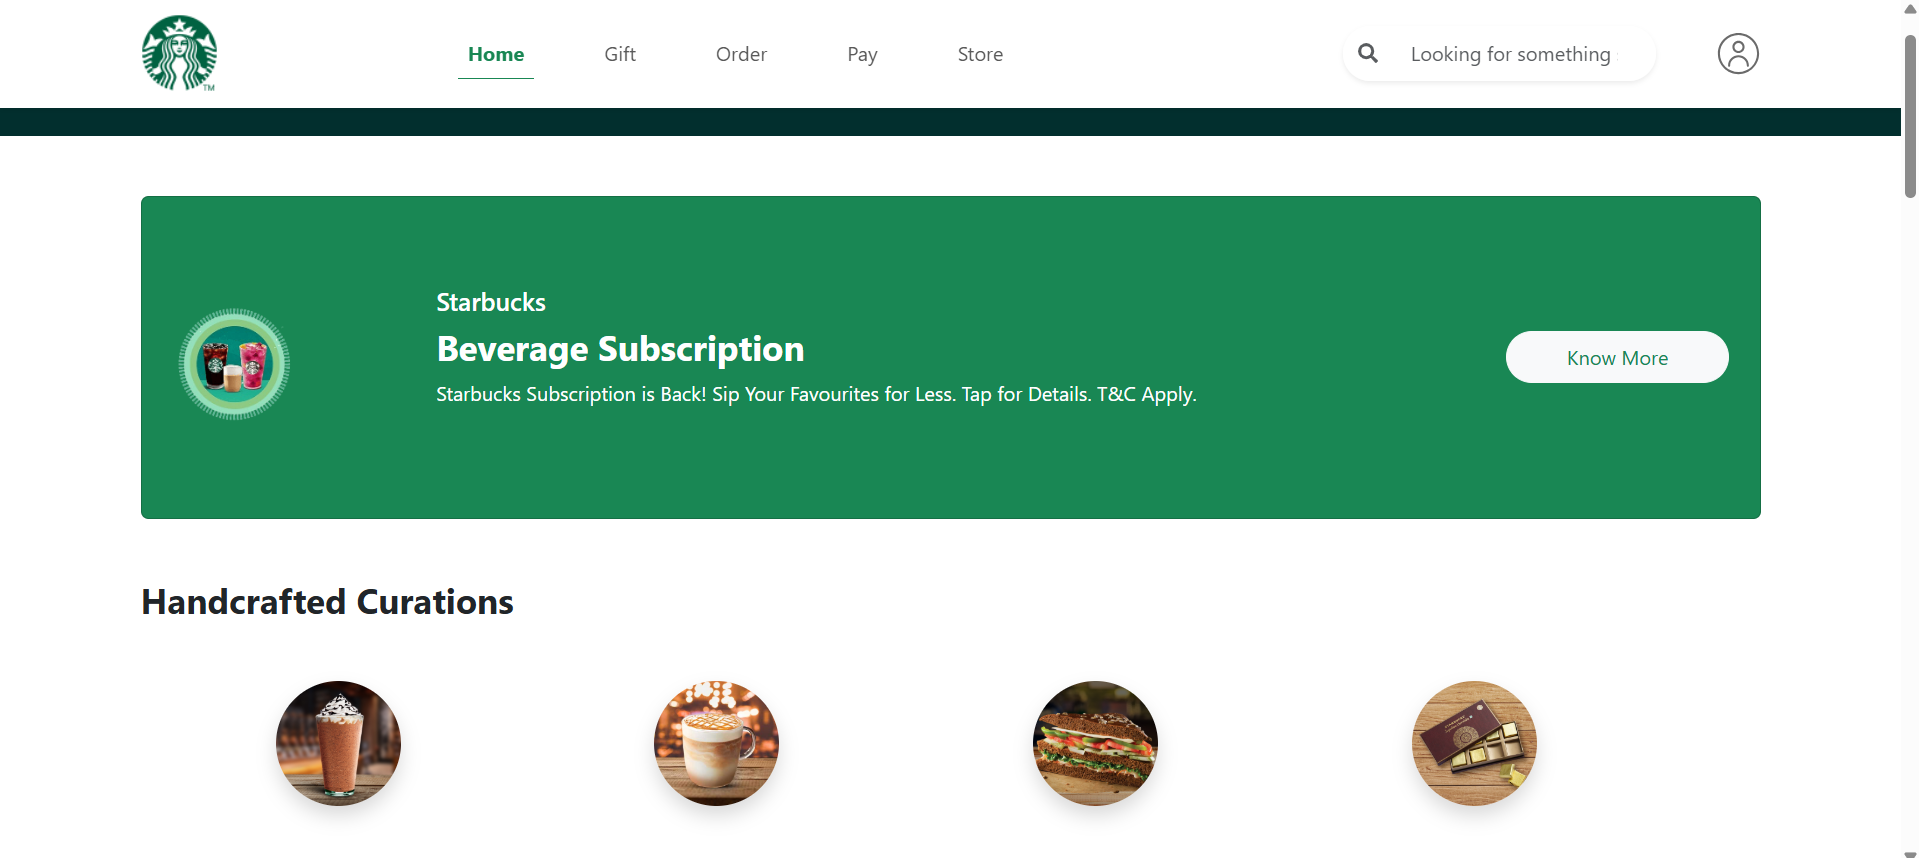 Home
Gift
Order
Pay
Store
Looking for something
TM
Starbucks
Beverage Subscription
Starbucks Subscription is Back! Sip Your Favourites for Less. Tap for Details. T&C Apply.
Know More
Handcrafted Curations